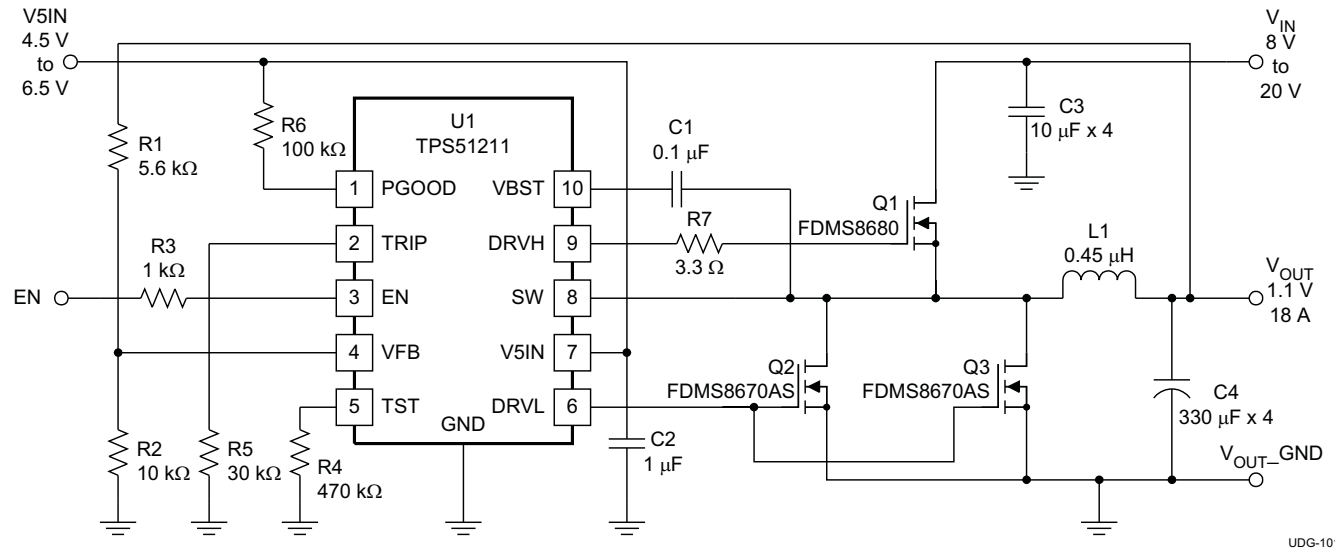 V5IN
4.5 V
to
6.5 V
V_IN
8 V
to
20 V
R6
100 kΩ
U1
TPS51211
C1
0.1 μF
C3
10 μF x 4
R1
5.6 kΩ
1 PGOOD
VBST 10
Q1
FDMS8680
2 TRIP
DRVH 9
R7
3.3 Ω
L1
0.45 μH
R3
1 kΩ
EN
3 EN
SW 8
V_OUT
1.1 V
18 A
4 VFB
V5IN 7
Q2
FDMS8670AS
Q3
FDMS8670AS
5 TST
DRVL 6
GND
C4
330 μF x 4
R2
10 kΩ
R5
30 kΩ
R4
470 kΩ
C2
1 μF
V_OUT_GND